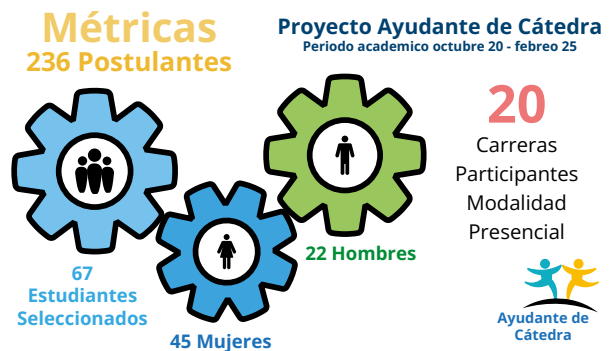 Métricas
236 Postulantes
Proyecto Ayudante de Cátedra
Periodo academico octubre 20 - febreo 25
20
Carreras
Participantes
Modalidad
Presencial
22 Hombres
67
Estudiantes
Seleccionados
45 Mujeres
Ayudante de
Cátedra